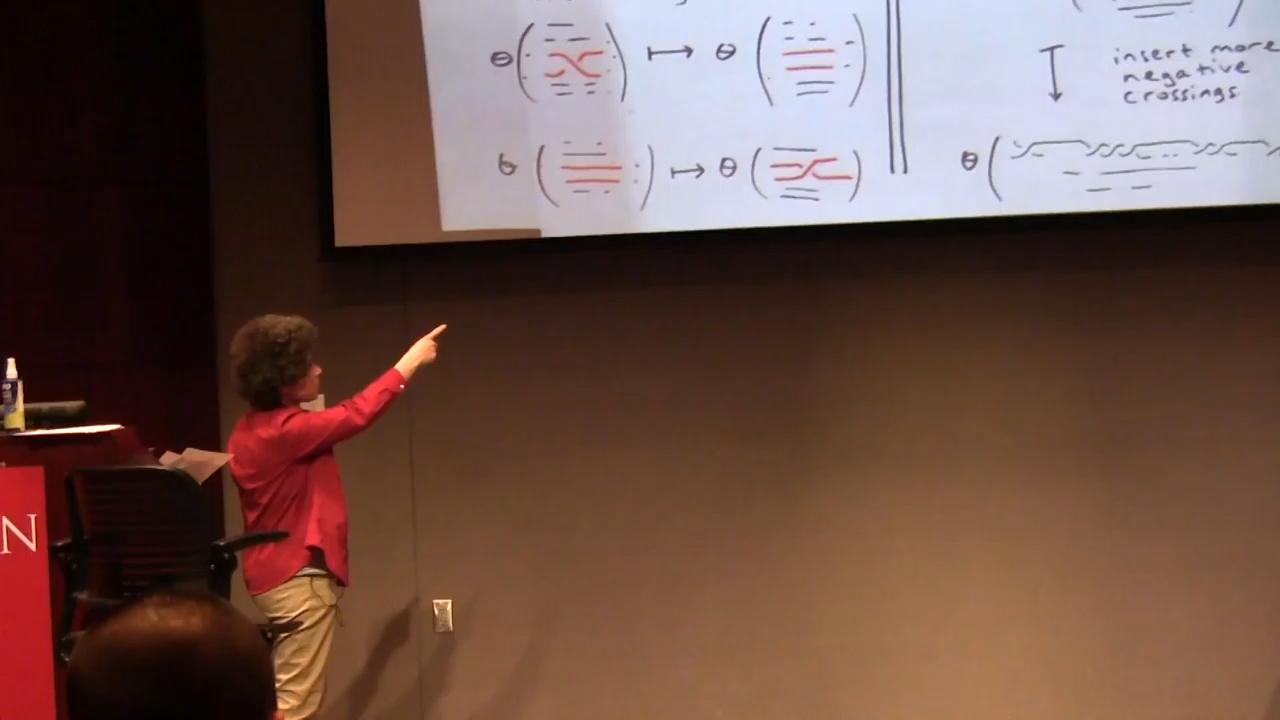 θ ( ) ↦ θ ( )
θ ( ) ↦ θ ( )
insert more
negative
crossings
θ (
N